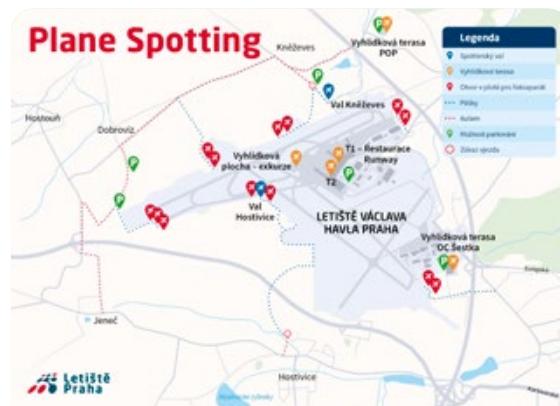 Plane Spotting
Kněževes
Vyhlídková terasa
POP
Legenda
Spotterský val
Vyhlídková terasa
Otvor v plotě pro fotoaparát
Pěšky
Autem
Možnost parkování
Zákaz vjezdu
Hostouň
Dobrovíz
Val Kněževes
Vyhlídková
plocha – exkurze
T1 – Restaurace
Runway
T2
Val
Hostivice
LETIŠTĚ VÁCLAVA
HAVLA PRAHA
Vyhlídková terasa
OC Šestka
Jeneč
Hostivice
Letiště
Praha